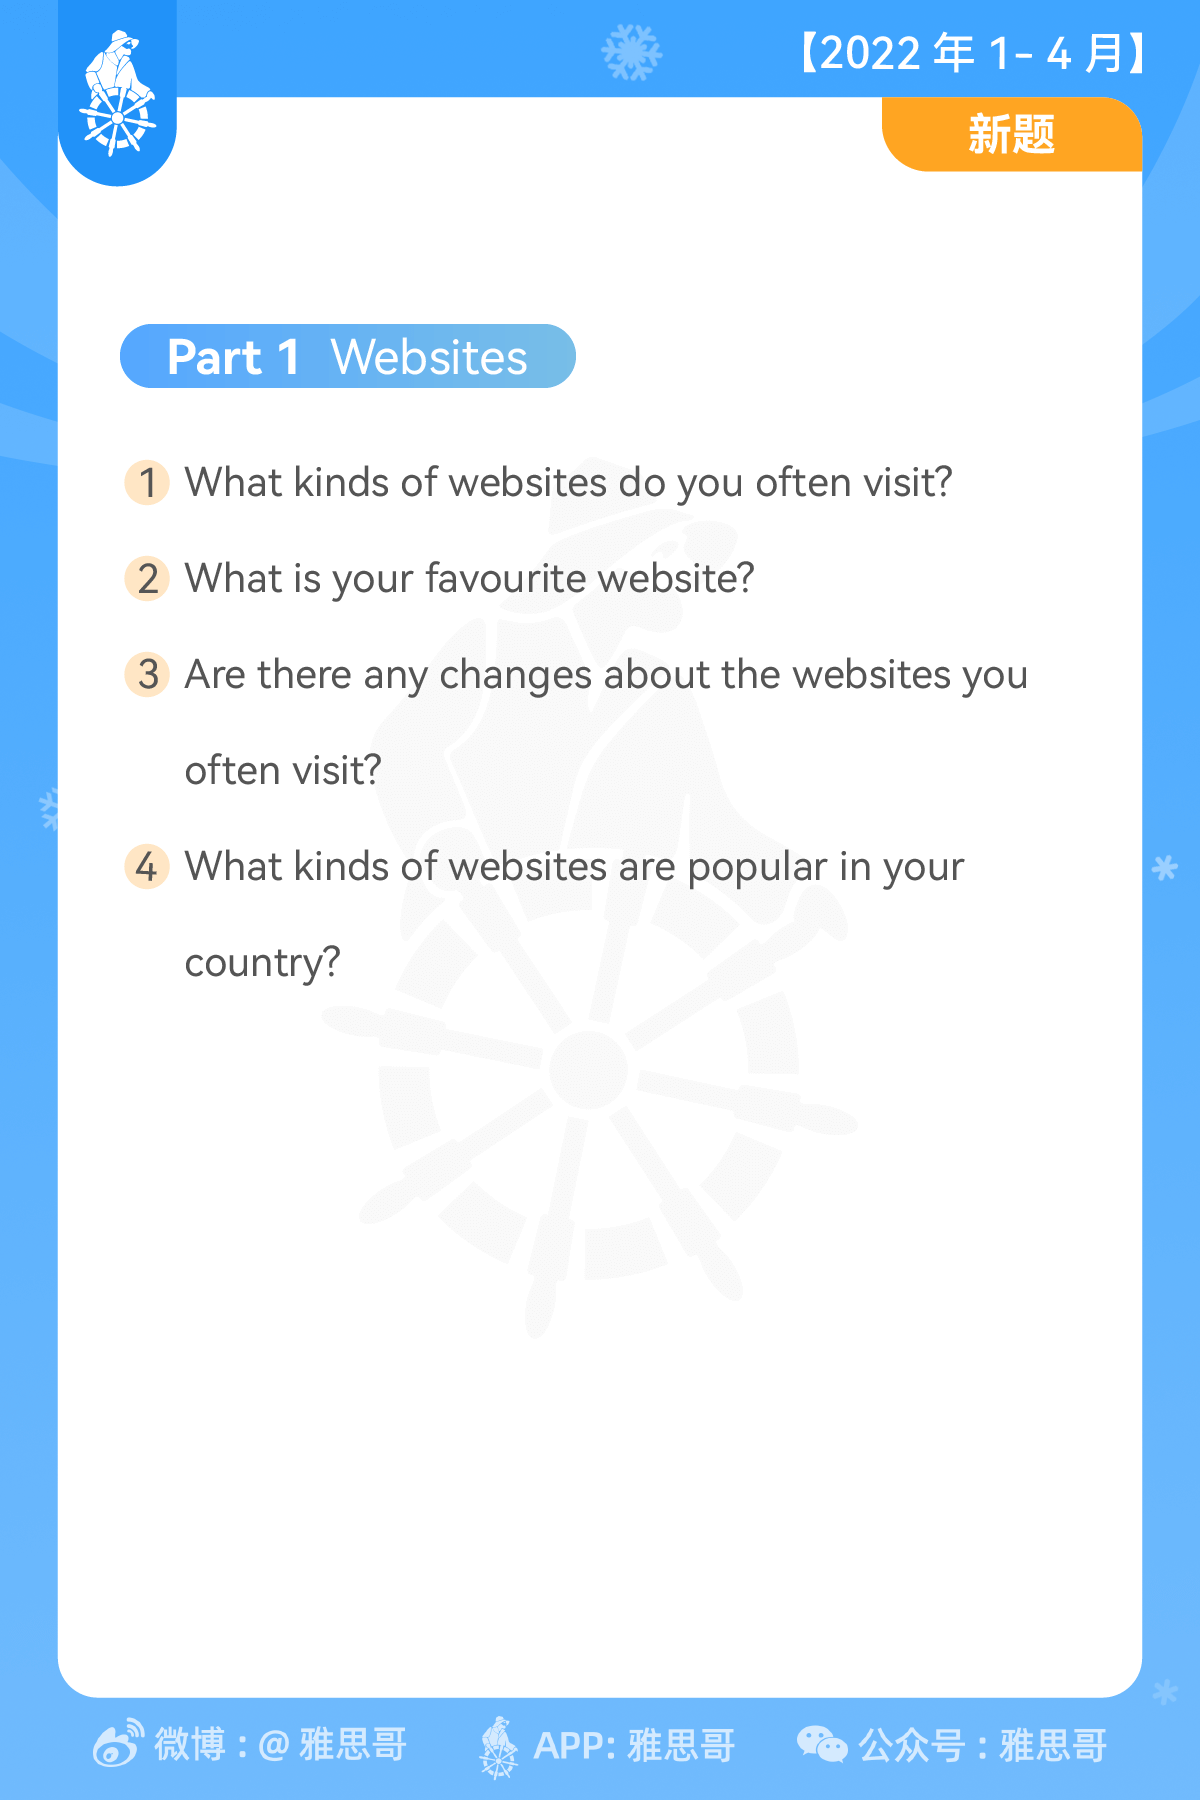 【2022 年 1- 4 月】
新题
Part 1 Websites
1 What kinds of websites do you often visit?
2 What is your favourite website?
3 Are there any changes about the websites you
often visit?
4 What kinds of websites are popular in your
country?
微博：@ 雅思哥 APP: 雅思哥 公众号：雅思哥